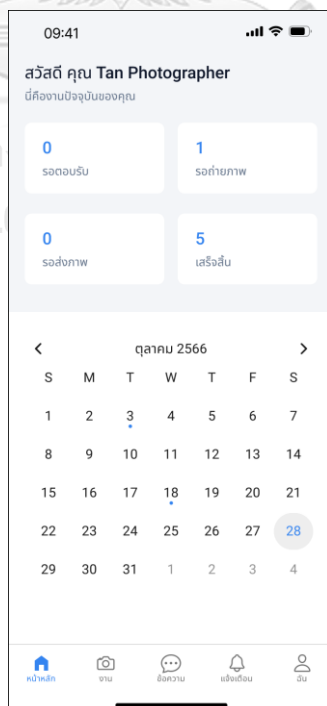 09:41
สวัสดี คุณ Tan Photographer
นี่คืองานปัจจุบันของคุณ
0 1
รอตอบรับ รอถ่ายภาพ
0 5
รอส่งภาพ เสร็จสิ้น
ตุลาคม 2566
S M T W T F S
1 2 3 4 5 6 7
8 9 10 11 12 13 14
15 16 17 18 19 20 21
22 23 24 25 26 27 28
29 30 31 1 2 3 4
หน้าหลัก งาน ข้อความ แจ้งเตือน ฉัน